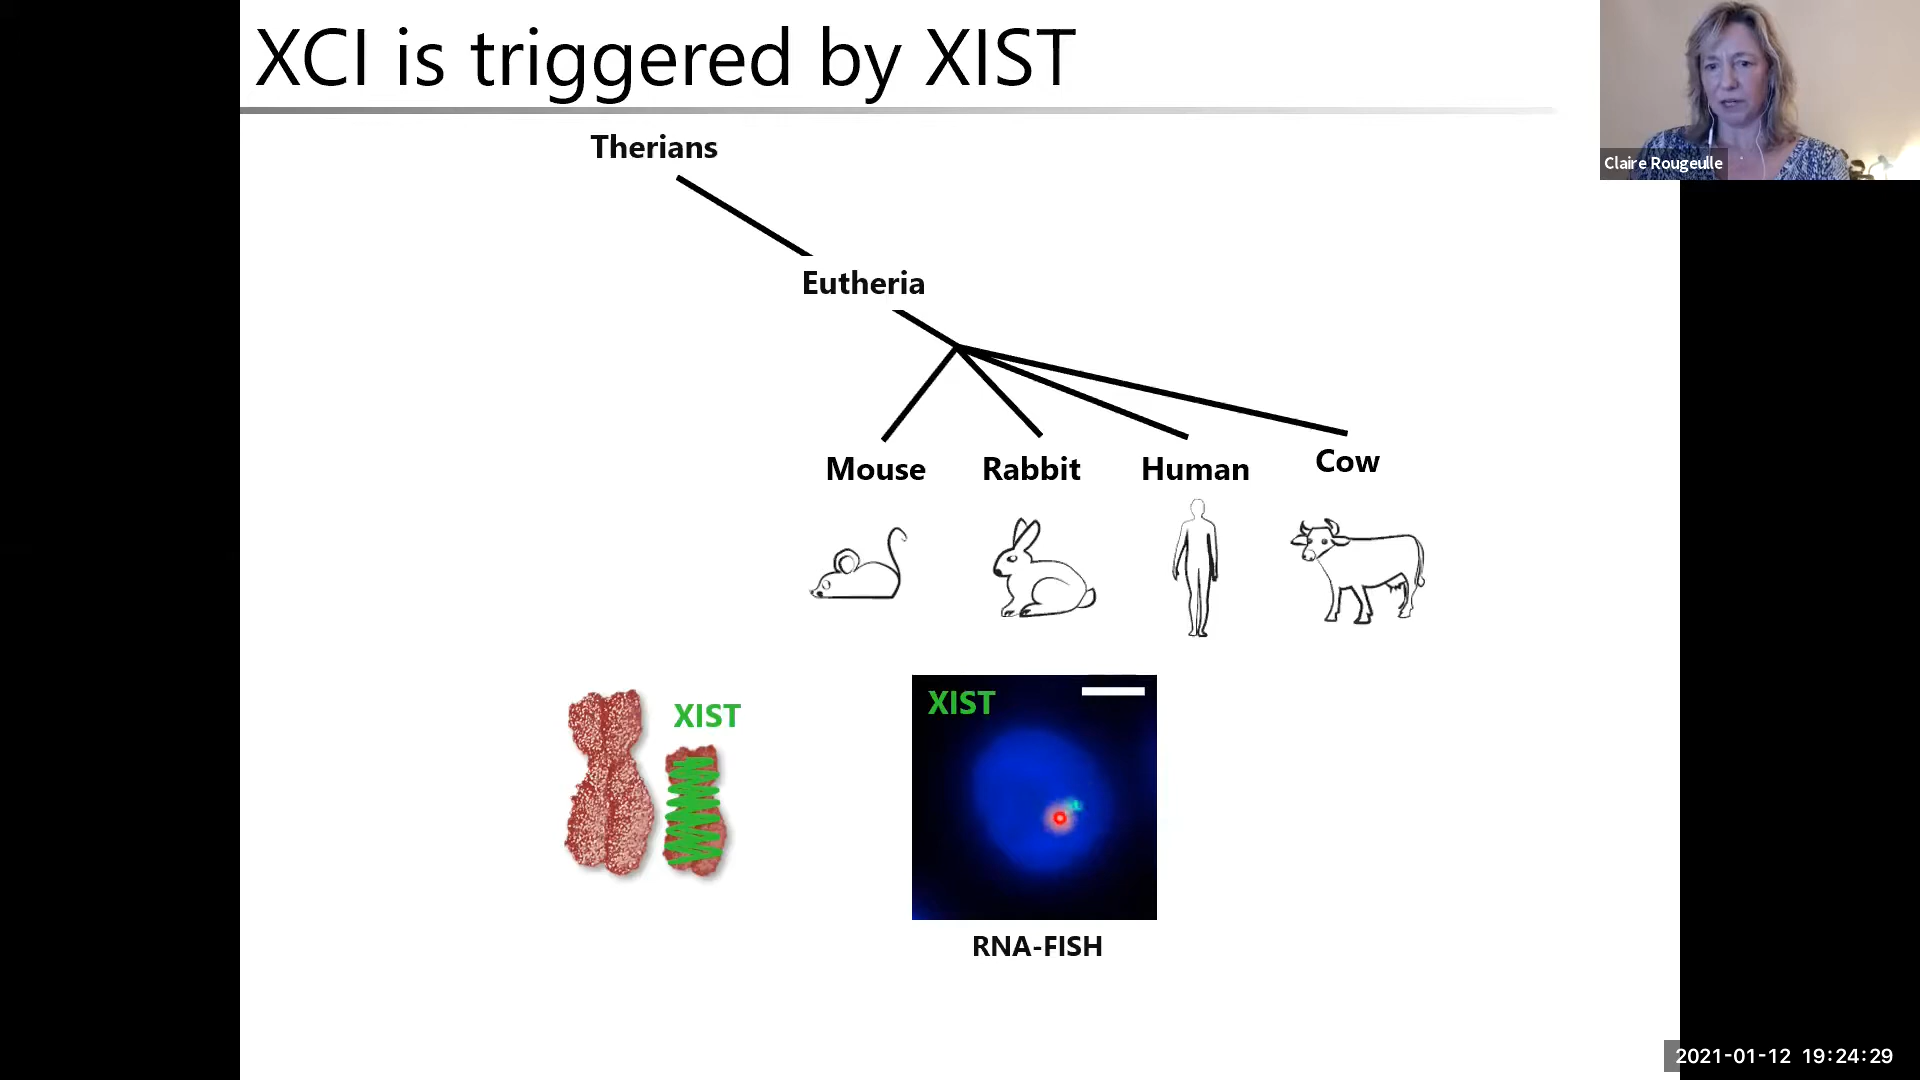 XCI is triggered by XIST
Claire Rougeulle
Therians
Eutheria
Mouse Rabbit Human Cow
XIST
XIST
RNA-FISH
2021-01-12 19:24:29